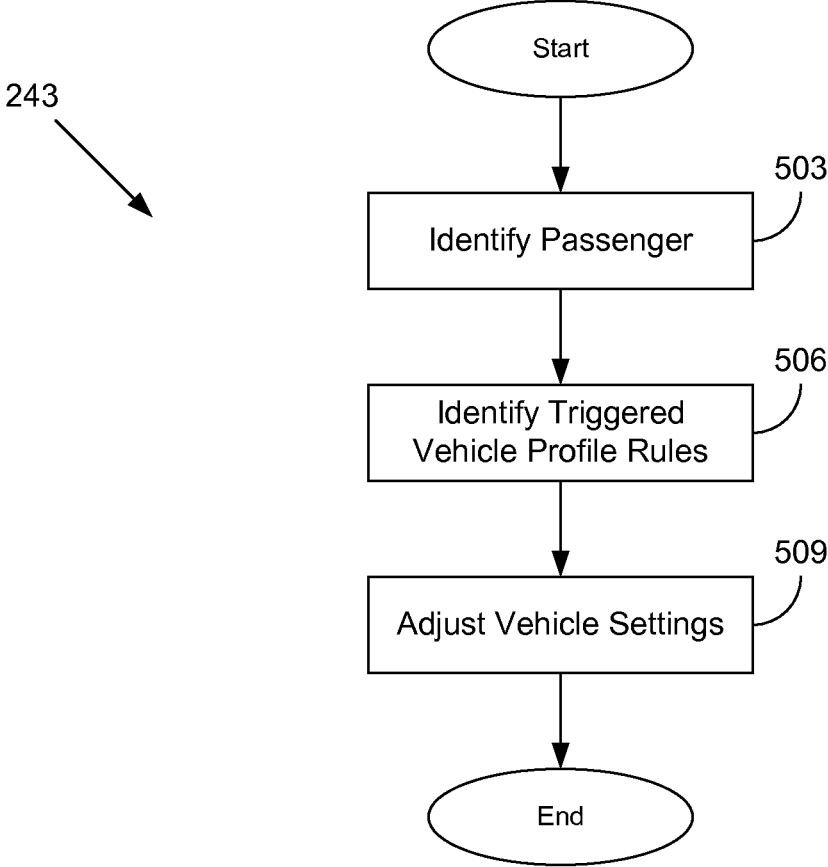 Start
243
503
Identify Passenger
506
Identify Triggered
Vehicle Profile Rules
509
Adjust Vehicle Settings
End